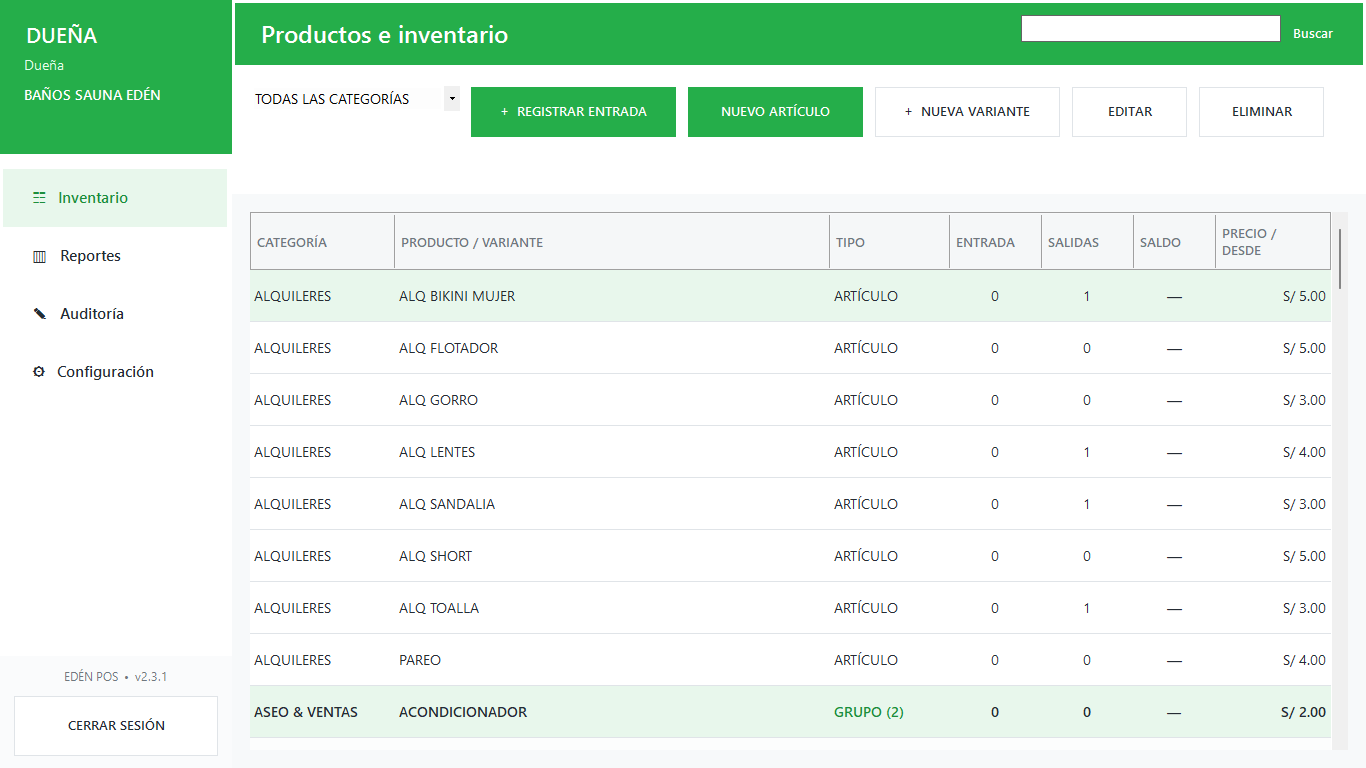 DUEÑA
Dueña
BAÑOS SAUNA EDÉN
Productos e inventario
Buscar
TODAS LAS CATEGORÍAS
+ REGISTRAR ENTRADA
NUEVO ARTÍCULO
+ NUEVA VARIANTE
EDITAR
ELIMINAR
Inventario
Reportes
Auditoría
Configuración
CATEGORÍA PRODUCTO / VARIANTE TIPO ENTRADA SALIDAS SALDO PRECIO / DESDE
ALQUILERES ALQ BIKINI MUJER ARTÍCULO 0 1 — S/ 5.00
ALQUILERES ALQ FLOTADOR ARTÍCULO 0 0 — S/ 5.00
ALQUILERES ALQ GORRO ARTÍCULO 0 0 — S/ 3.00
ALQUILERES ALQ LENTES ARTÍCULO 0 1 — S/ 4.00
ALQUILERES ALQ SANDALIA ARTÍCULO 0 1 — S/ 3.00
ALQUILERES ALQ SHORT ARTÍCULO 0 0 — S/ 5.00
ALQUILERES ALQ TOALLA ARTÍCULO 0 1 — S/ 3.00
ALQUILERES PAREO ARTÍCULO 0 0 — S/ 4.00
ASEO & VENTAS ACONDICIONADOR GRUPO (2) 0 0 — S/ 2.00
EDÉN POS • v2.3.1
CERRAR SESIÓN